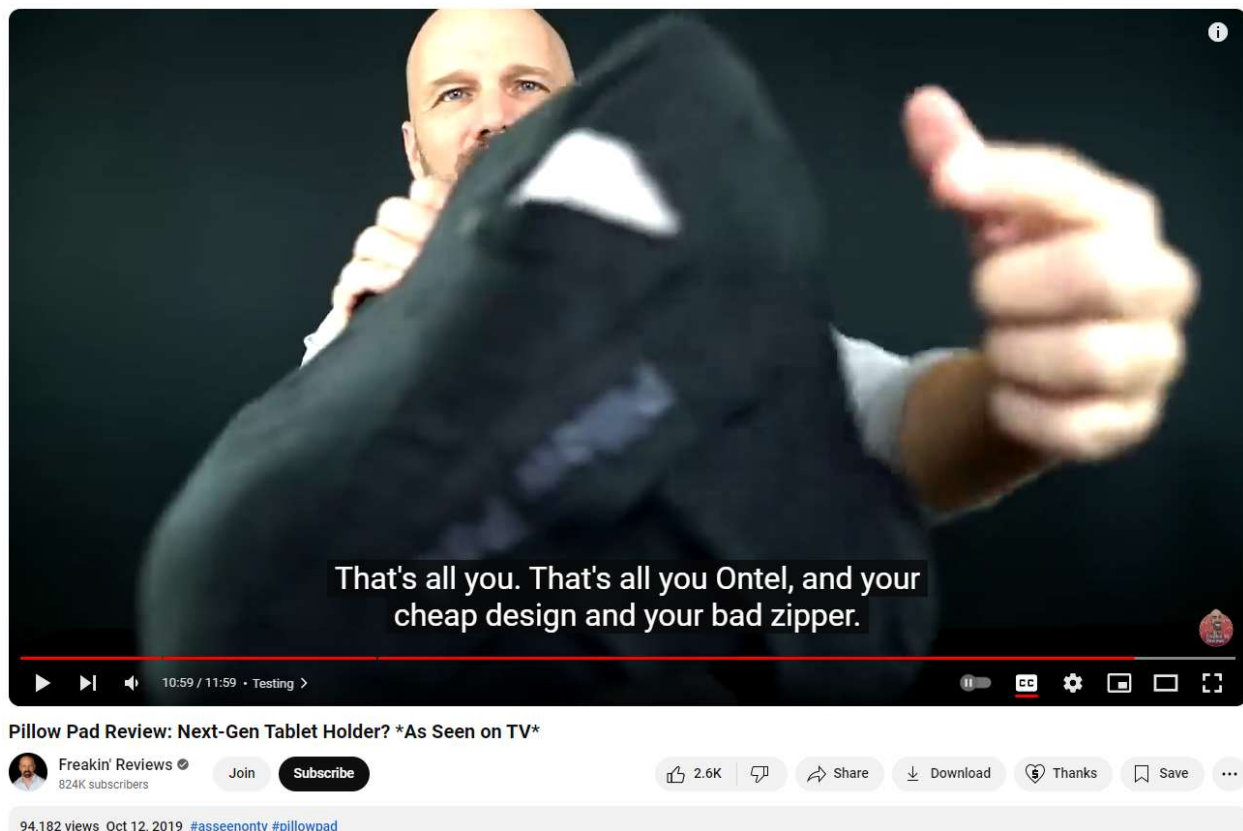 That's all you. That's all you Ontel, and your
cheap design and your bad zipper.
10:59 / 11:59 • Testing >
CC
Pillow Pad Review: Next-Gen Tablet Holder? *As Seen on TV*
Freakin' Reviews
824K subscribers
Join
Subscribe
2.6K
Share
Download
Thanks
Save
94,182 views Oct 12, 2019 #asseenontv #pillowpad